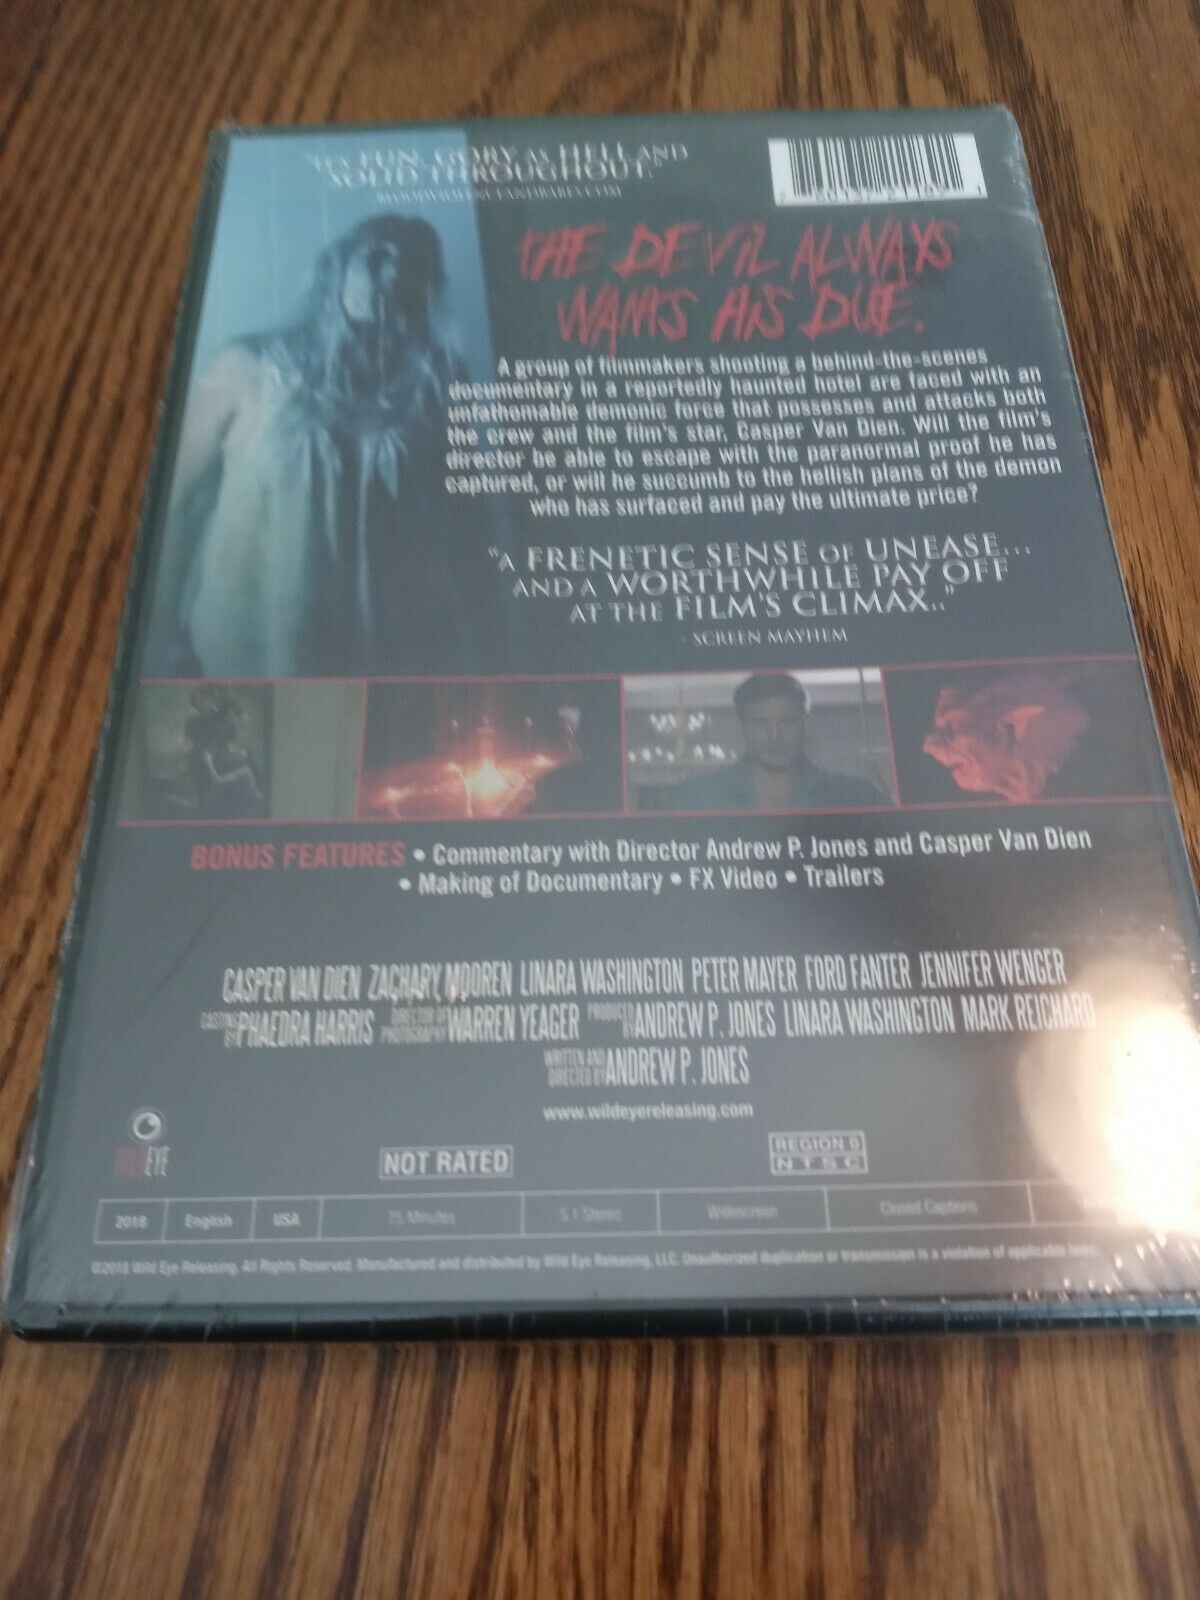 "IT'S FUN, GORY AS HELL AND
SOLID THROUGHOUT."
THE DEVIL ALWAYS
WANTS HIS DUE.
A group of filmmakers shooting a behind-the-scenes
documentary in a reportedly haunted hotel are faced with an
unfathomable demonic force that possesses and attacks both
the crew and the film's star, Casper Van Dien. Will the film's
director be able to escape with the paranormal proof he has
captured, or will he succumb to the hellish plans of the demon
who has surfaced and pay the ultimate price?
"A FRENETIC SENSE OF UNEASE...
AND A WORTHWHILE PAY OFF
AT THE FILM'S CLIMAX.."
- SCREEN MAYHEM
BONUS FEATURES • Commentary with Director Andrew P. Jones and Casper Van Dien
• Making of Documentary • FX Video • Trailers
CASPER VAN DIEN ZACHARY MOOREN LINARA WASHINGTON PETER MAYER FORD FANTER JENNIFER WENGER
CASTING BY PHAEDRA HARRIS DIRECTOR OF PHOTOGRAPHY WARREN YEAGER PRODUCED BY ANDREW P. JONES LINARA WASHINGTON MARK REICHARD
WRITTEN AND DIRECTED BY ANDREW P. JONES
www.wildeyereleasing.com
WILD EYE
NOT RATED
REGION 0
NTSC
2018 English USA 75 Minutes 5.1 Stereo Widescreen Closed Captions
©2018 Wild Eye Releasing. All Rights Reserved. Manufactured and distributed by Wild Eye Releasing, LLC. Unauthorized duplication or transmission is a violation of applicable laws.